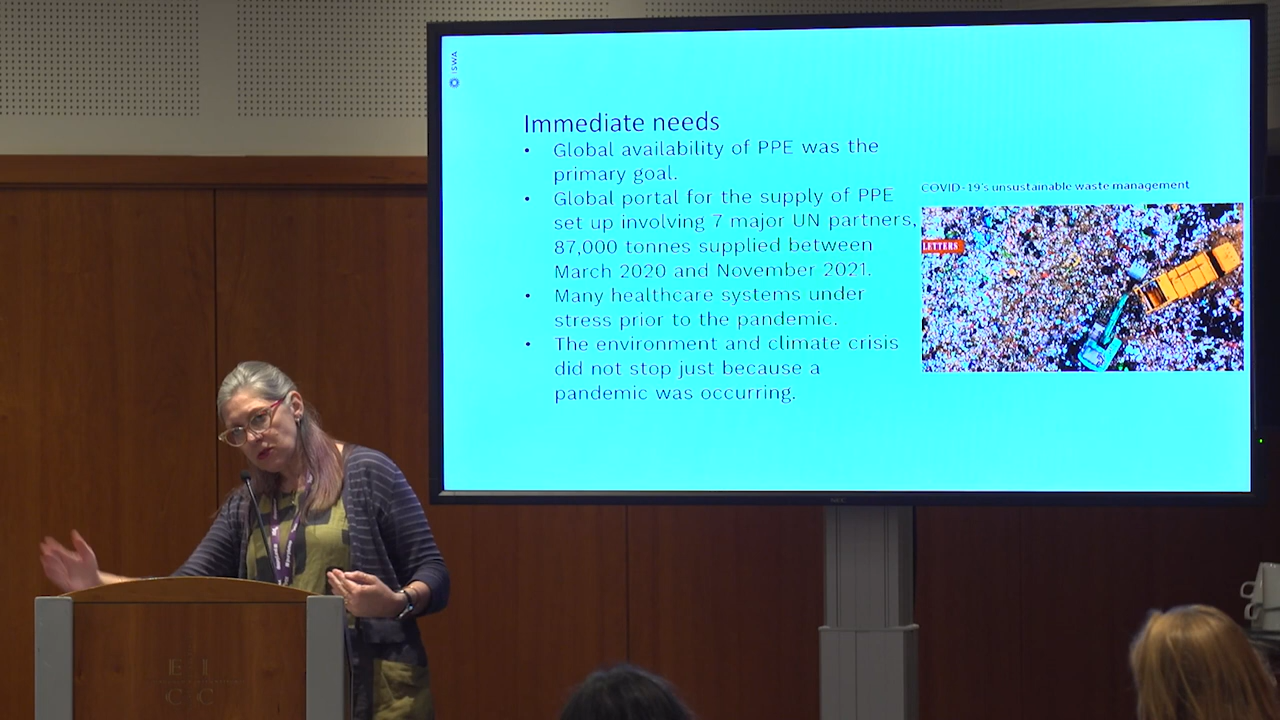 ISWA
Immediate needs
• Global availability of PPE was the
primary goal.
• Global portal for the supply of PPE
set up involving 7 major UN partners,
87,000 tonnes supplied between
March 2020 and November 2021.
• Many healthcare systems under
stress prior to the pandemic.
• The environment and climate crisis
did not stop just because a
pandemic was occurring.
COVID-19's unsustainable waste management
LETTERS
E I
C C